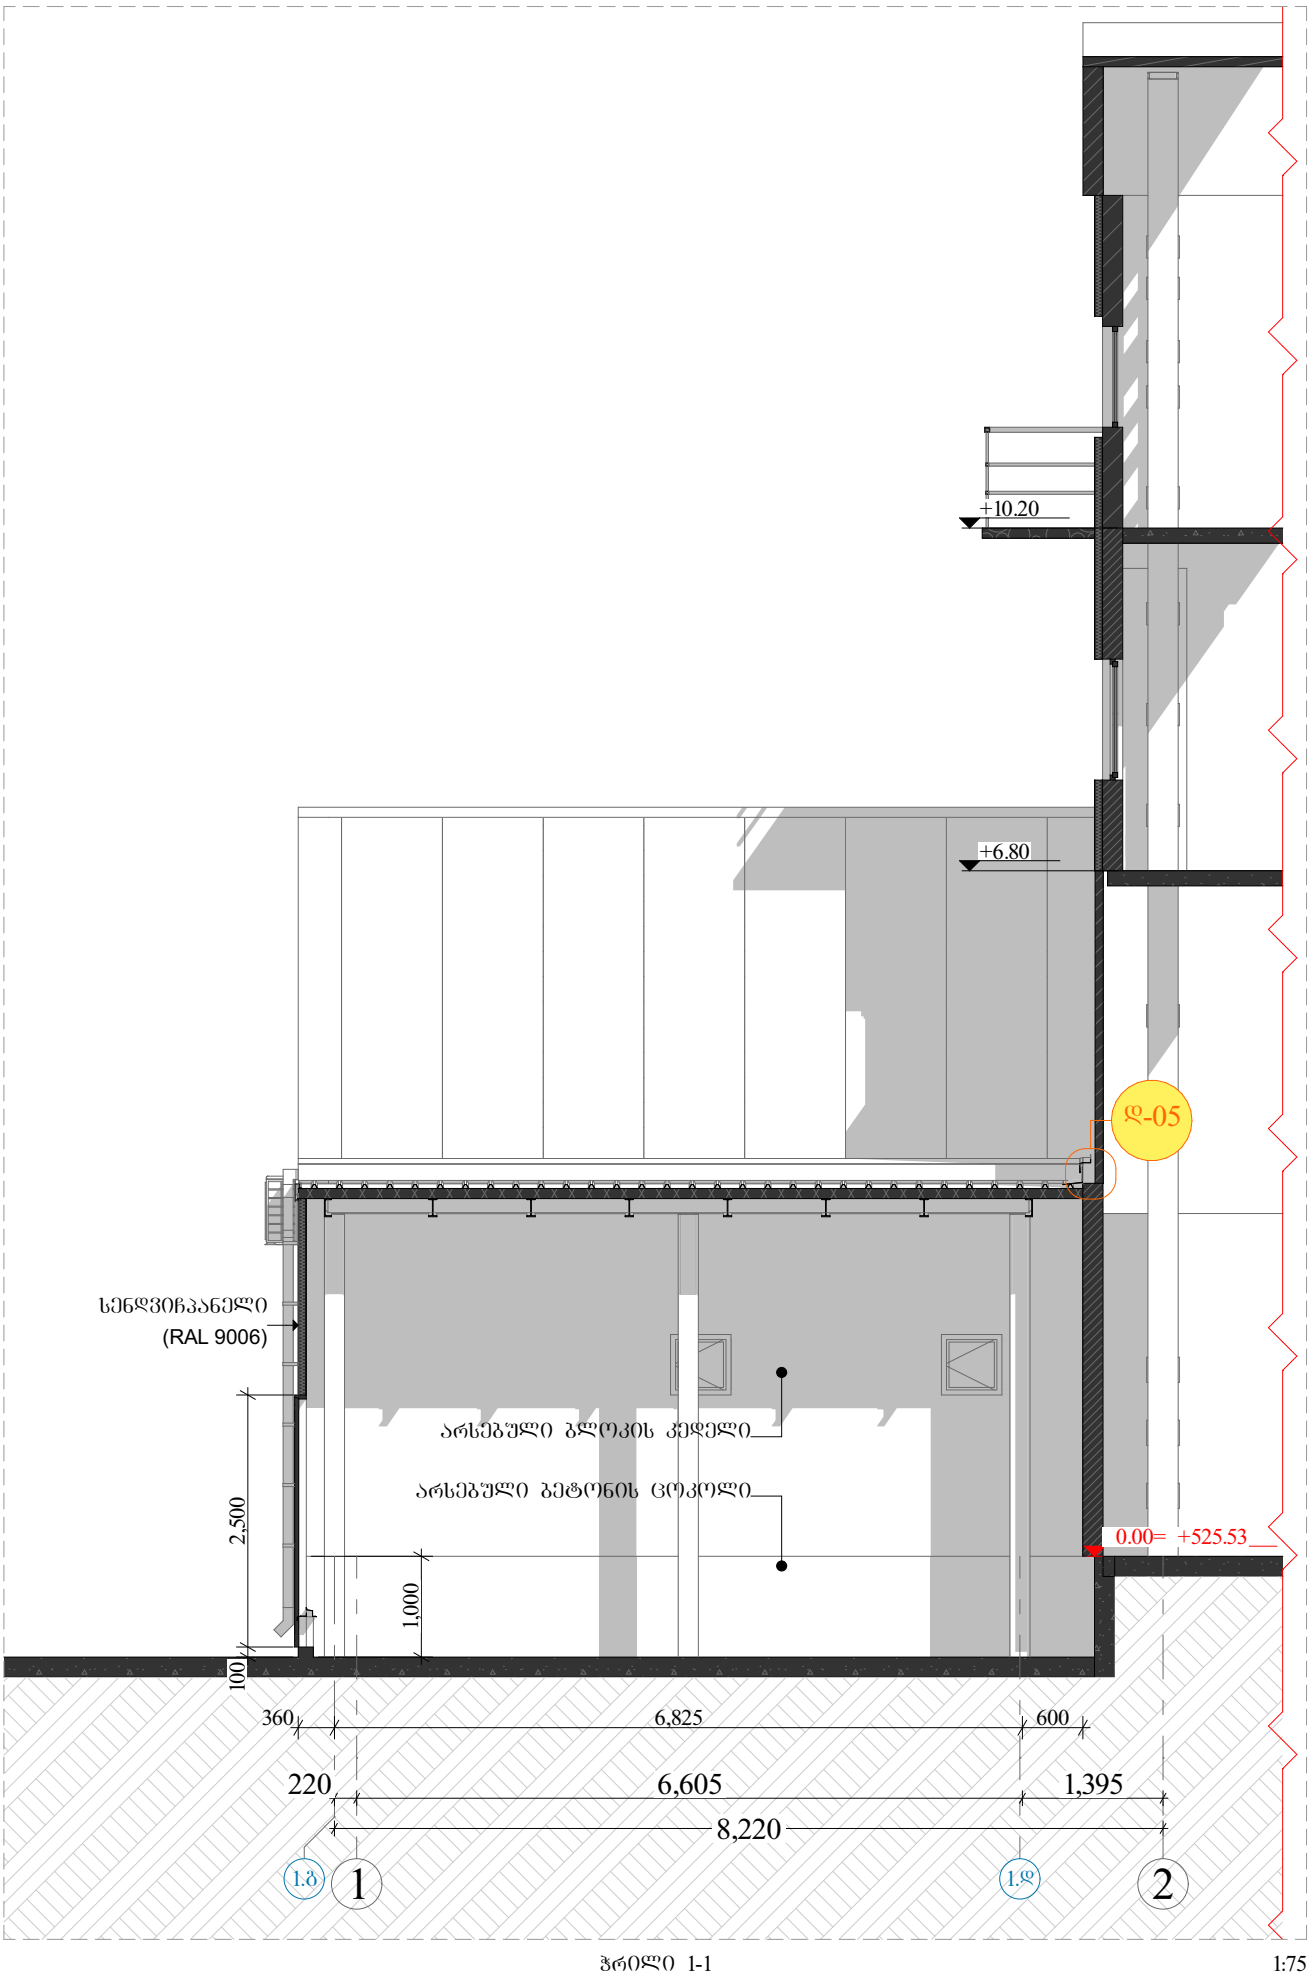 +10.20
+6.80
დ-05
სენდვიჩპანელი
(RAL 9006)
არსებული ბლოკის კედელი
არსებული ბეტონის ცოკოლი
2,500
1,000
100
0.00= +525.53
360
6,825
600
220
6,605
1,395
8,220
1.გ
1
1.დ
2
ჭრილი 1-1
1:75